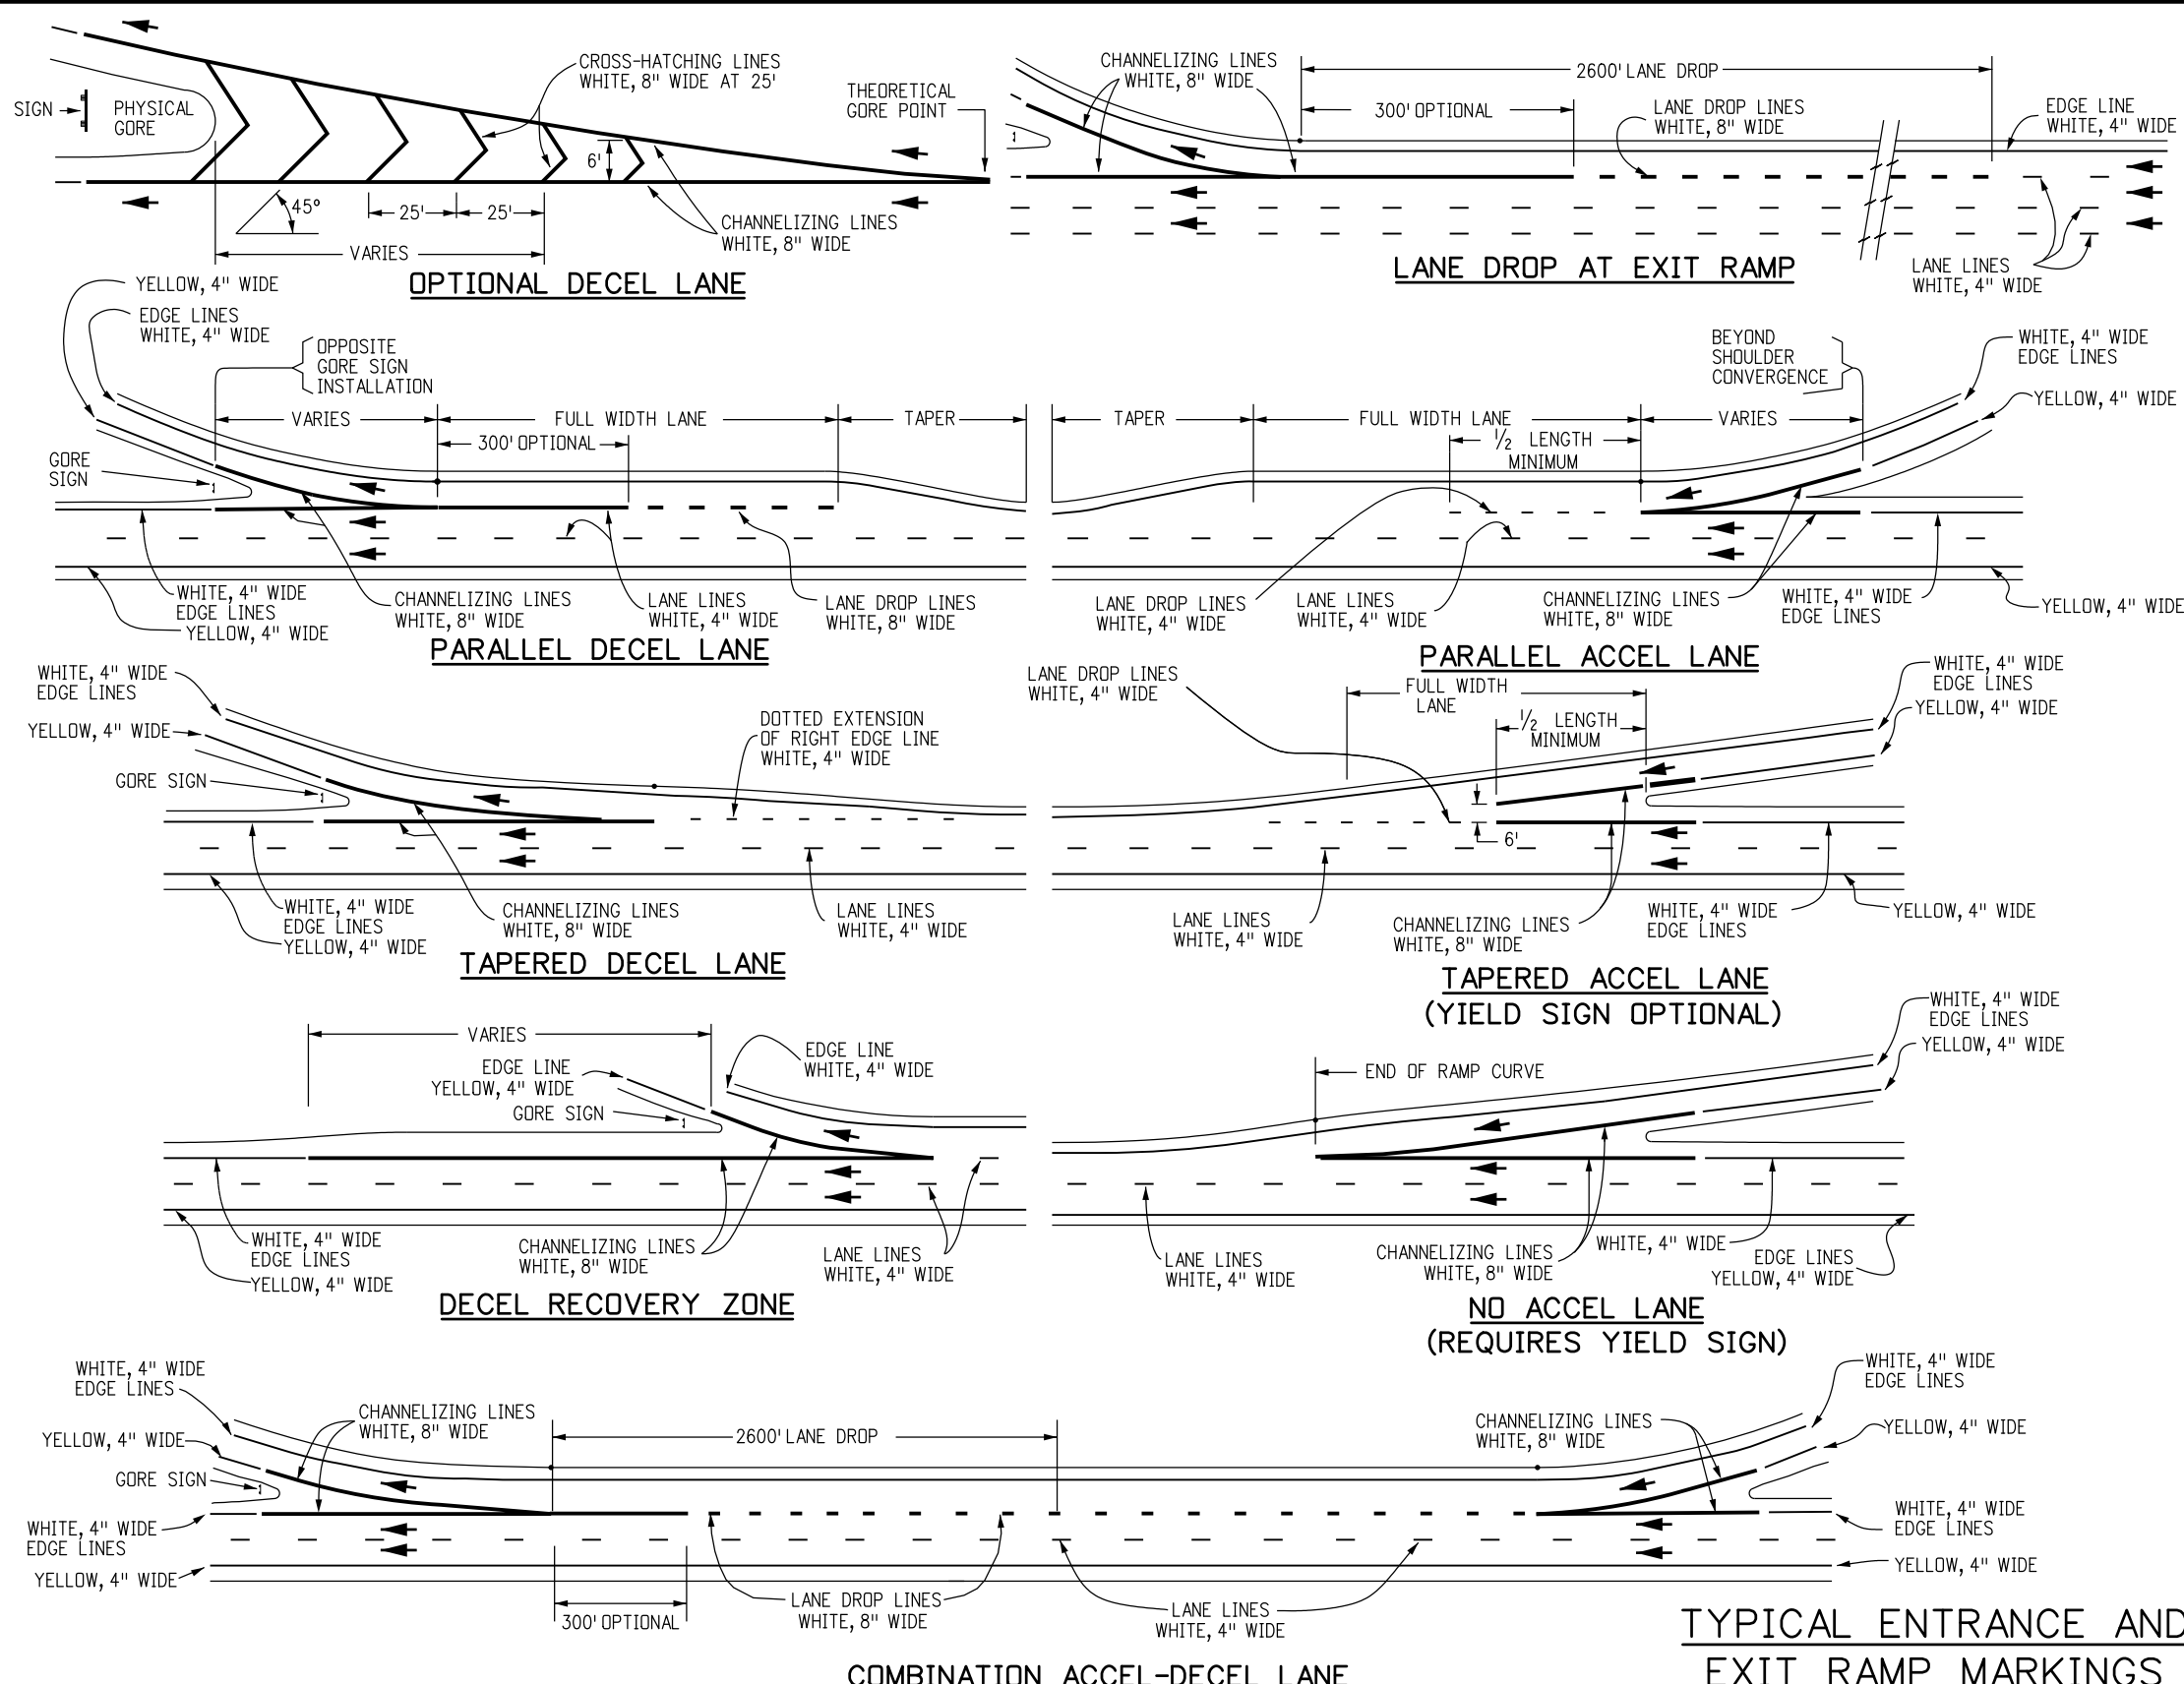 CROSS-HATCHING LINES
WHITE, 8" WIDE AT 25'
THEORETICAL
GORE POINT
SIGN
PHYSICAL
GORE
6'
45°
25'
25'
CHANNELIZING LINES
WHITE, 8" WIDE
VARIES
OPTIONAL DECEL LANE
CHANNELIZING LINES
WHITE, 8" WIDE
2600' LANE DROP
300' OPTIONAL
LANE DROP LINES
WHITE, 8" WIDE
EDGE LINE
WHITE, 4" WIDE
LANE LINES
WHITE, 4" WIDE
LANE DROP AT EXIT RAMP
YELLOW, 4" WIDE
EDGE LINES
WHITE, 4" WIDE
OPPOSITE
GORE SIGN
INSTALLATION
VARIES
FULL WIDTH LANE
TAPER
300' OPTIONAL
GORE
SIGN
WHITE, 4" WIDE
EDGE LINES
YELLOW, 4" WIDE
CHANNELIZING LINES
WHITE, 8" WIDE
LANE LINES
WHITE, 4" WIDE
LANE DROP LINES
WHITE, 8" WIDE
PARALLEL DECEL LANE
BEYOND
SHOULDER
CONVERGENCE
WHITE, 4" WIDE
EDGE LINES
YELLOW, 4" WIDE
TAPER
FULL WIDTH LANE
VARIES
1/2 LENGTH
MINIMUM
LANE DROP LINES
WHITE, 4" WIDE
LANE LINES
WHITE, 4" WIDE
CHANNELIZING LINES
WHITE, 8" WIDE
WHITE, 4" WIDE
EDGE LINES
YELLOW, 4" WIDE
PARALLEL ACCEL LANE
WHITE, 4" WIDE
EDGE LINES
YELLOW, 4" WIDE
GORE SIGN
DOTTED EXTENSION
OF RIGHT EDGE LINE
WHITE, 4" WIDE
WHITE, 4" WIDE
EDGE LINES
YELLOW, 4" WIDE
CHANNELIZING LINES
WHITE, 8" WIDE
LANE LINES
WHITE, 4" WIDE
TAPERED DECEL LANE
LANE DROP LINES
WHITE, 4" WIDE
FULL WIDTH
LANE
1/2 LENGTH
MINIMUM
WHITE, 4" WIDE
EDGE LINES
YELLOW, 4" WIDE
6'
LANE LINES
WHITE, 4" WIDE
CHANNELIZING LINES
WHITE, 8" WIDE
WHITE, 4" WIDE
EDGE LINES
YELLOW, 4" WIDE
TAPERED ACCEL LANE
(YIELD SIGN OPTIONAL)
VARIES
EDGE LINE
YELLOW, 4" WIDE
GORE SIGN
EDGE LINE
WHITE, 4" WIDE
WHITE, 4" WIDE
EDGE LINES
YELLOW, 4" WIDE
CHANNELIZING LINES
WHITE, 8" WIDE
LANE LINES
WHITE, 4" WIDE
DECEL RECOVERY ZONE
WHITE, 4" WIDE
EDGE LINES
YELLOW, 4" WIDE
END OF RAMP CURVE
LANE LINES
WHITE, 4" WIDE
CHANNELIZING LINES
WHITE, 8" WIDE
WHITE, 4" WIDE
EDGE LINES
YELLOW, 4" WIDE
NO ACCEL LANE
(REQUIRES YIELD SIGN)
WHITE, 4" WIDE
EDGE LINES
CHANNELIZING LINES
WHITE, 8" WIDE
YELLOW, 4" WIDE
GORE SIGN
WHITE, 4" WIDE
EDGE LINES
YELLOW, 4" WIDE
2600' LANE DROP
300' OPTIONAL
LANE DROP LINES
WHITE, 8" WIDE
LANE LINES
WHITE, 4" WIDE
CHANNELIZING LINES
WHITE, 8" WIDE
WHITE, 4" WIDE
EDGE LINES
YELLOW, 4" WIDE
WHITE, 4" WIDE
EDGE LINES
YELLOW, 4" WIDE
COMBINATION ACCEL-DECEL LANE
TYPICAL ENTRANCE AND
EXIT RAMP MARKINGS